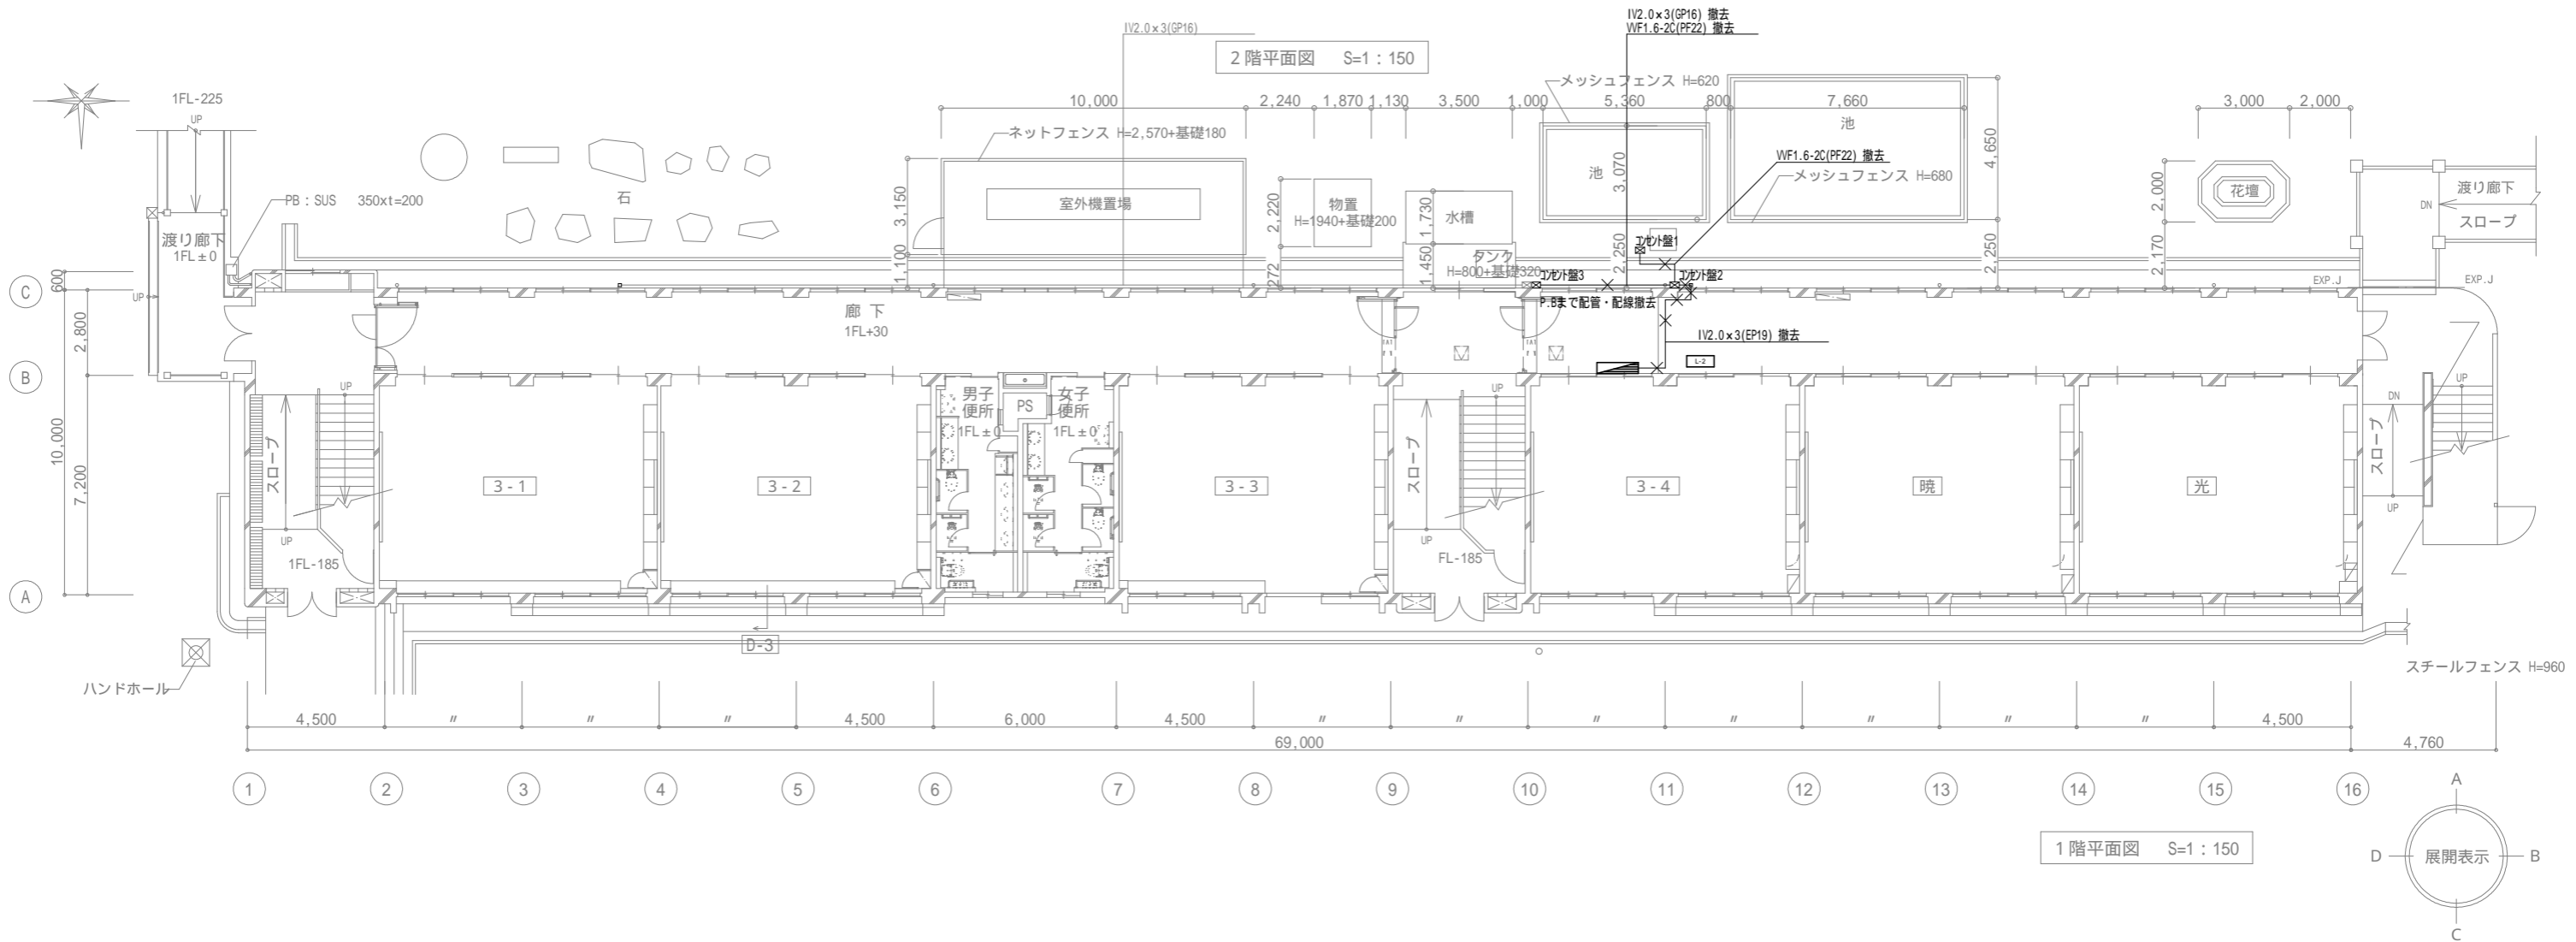 IV2.0×3(GP16)
IV2.0×3(GP16) 撤去
VVF1.6-2C(PF22) 撤去
2階平面図 S=1：150
メッシュフェンス H=620
1FL-225
UP
10,000
2,240
1,870
1,130
3,500
1,000
5,360
800
7,660
3,000
2,000
ネットフェンス H=2,570+基礎180
池
3,070
池
4,650
VVF1.6-2C(PF22) 撤去
メッシュフェンス H=680
石
PB：SUS 350xt=200
3,150
室外機置場
2,220
物置
H=1940+基礎200
1,730
水槽
2,000
花壇
渡り廊下
DN
スロープ
渡り廊下
1FL±0
1,100
272
1,450
タンク
H=800+基礎320
2,250
コンセント盤1
2,250
2,170
コンセント盤3
コンセント盤2
EXP.J
EXP.J
UP
600
C
廊 下
1FL+30
P.8まで配管・配線撤去
2,800
IV2.0×3(EP19) 撤去
L-2
B
UP
男子
便所
1FL±0
PS
女子
便所
1FL±0
UP
UP
DN
10,000
7,200
スロープ
3-1
3-2
3-3
スロープ
3-4
暁
光
スロープ
UP
UP
UP
1FL-185
FL-185
A
D-3
ハンドホール
スチールフェンス H=960
4,500
〃
〃
〃
4,500
6,000
4,500
〃
〃
〃
〃
〃
〃
〃
4,500
69,000
4,760
1
2
3
4
5
6
7
8
9
10
11
12
13
14
15
16
1階平面図 S=1：150
A
D
展開表示
B
C